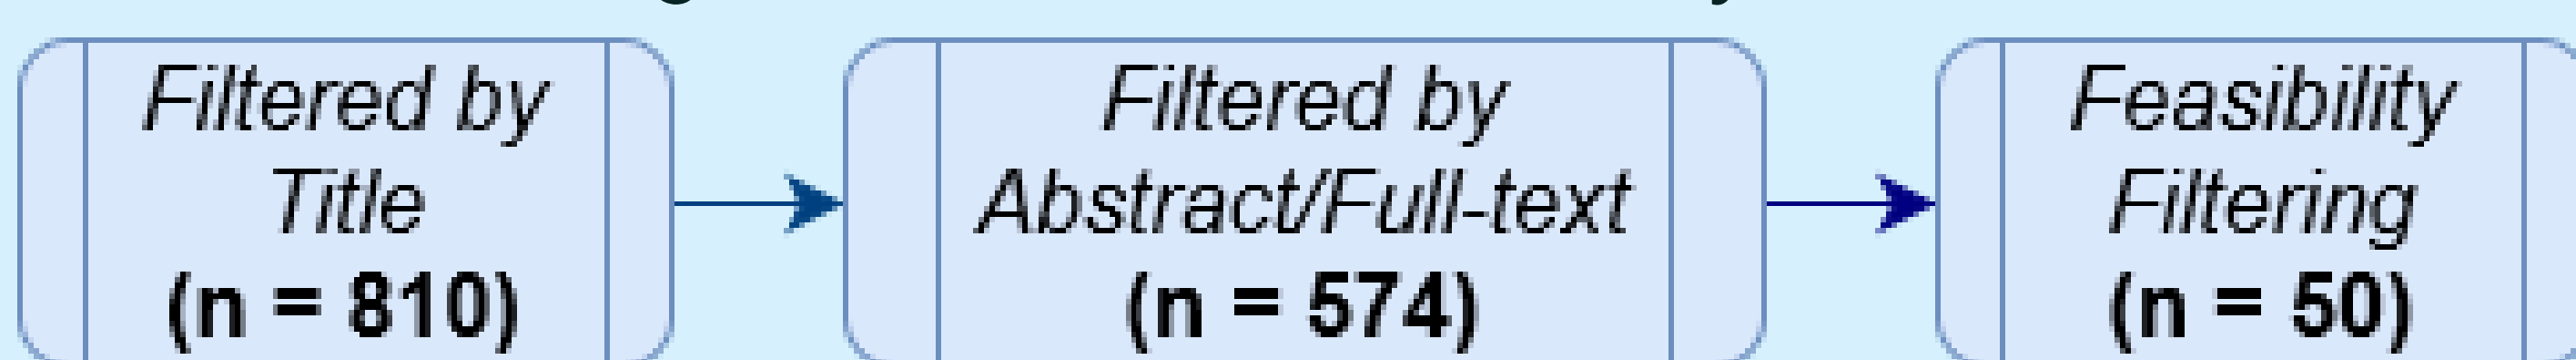 Filtered by
Title
(n = 810)
Filtered by
Abstract/Full-text
(n = 574)
Feasibility
Filtering
(n = 50)